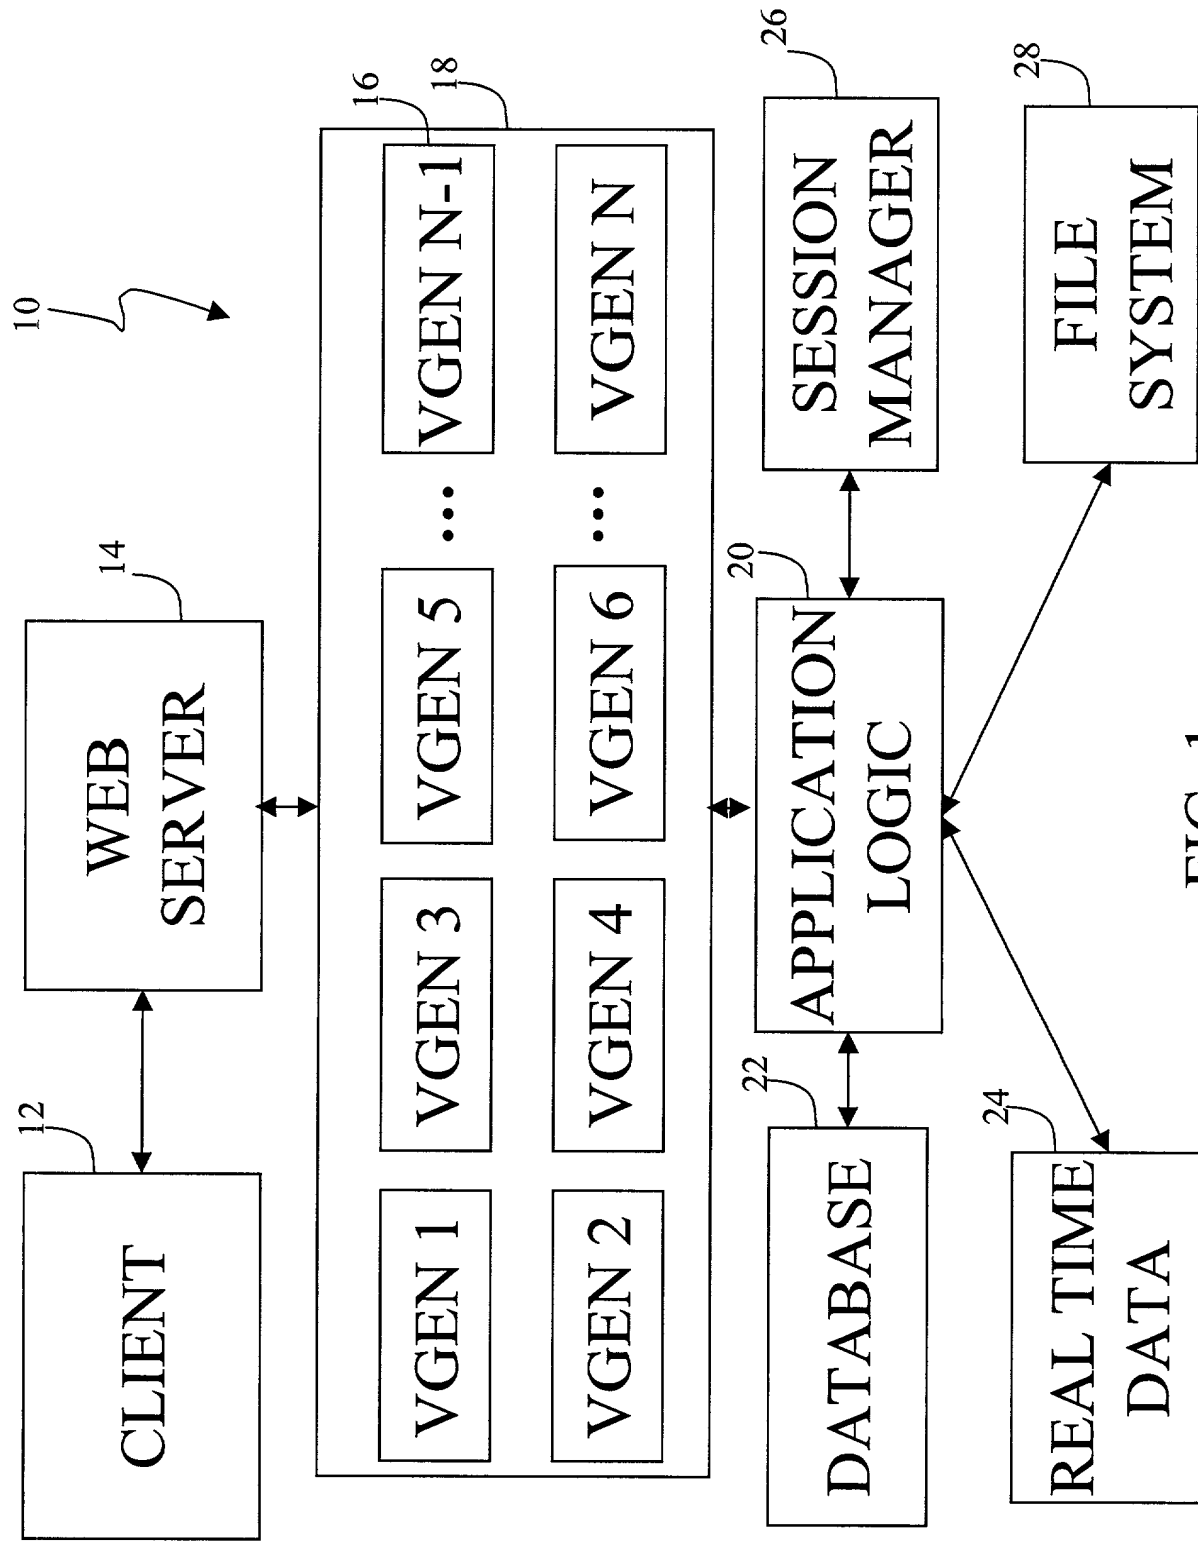 10
12
14
CLIENT
WEB
SERVER
16
18
VGEN 1
VGEN 3
VGEN 5
...
VGEN N-1
VGEN 2
VGEN 4
VGEN 6
...
VGEN N
22
20
26
DATABASE
APPLICATION
LOGIC
SESSION
MANAGER
24
28
REAL TIME
DATA
FILE
SYSTEM
FIG. 1